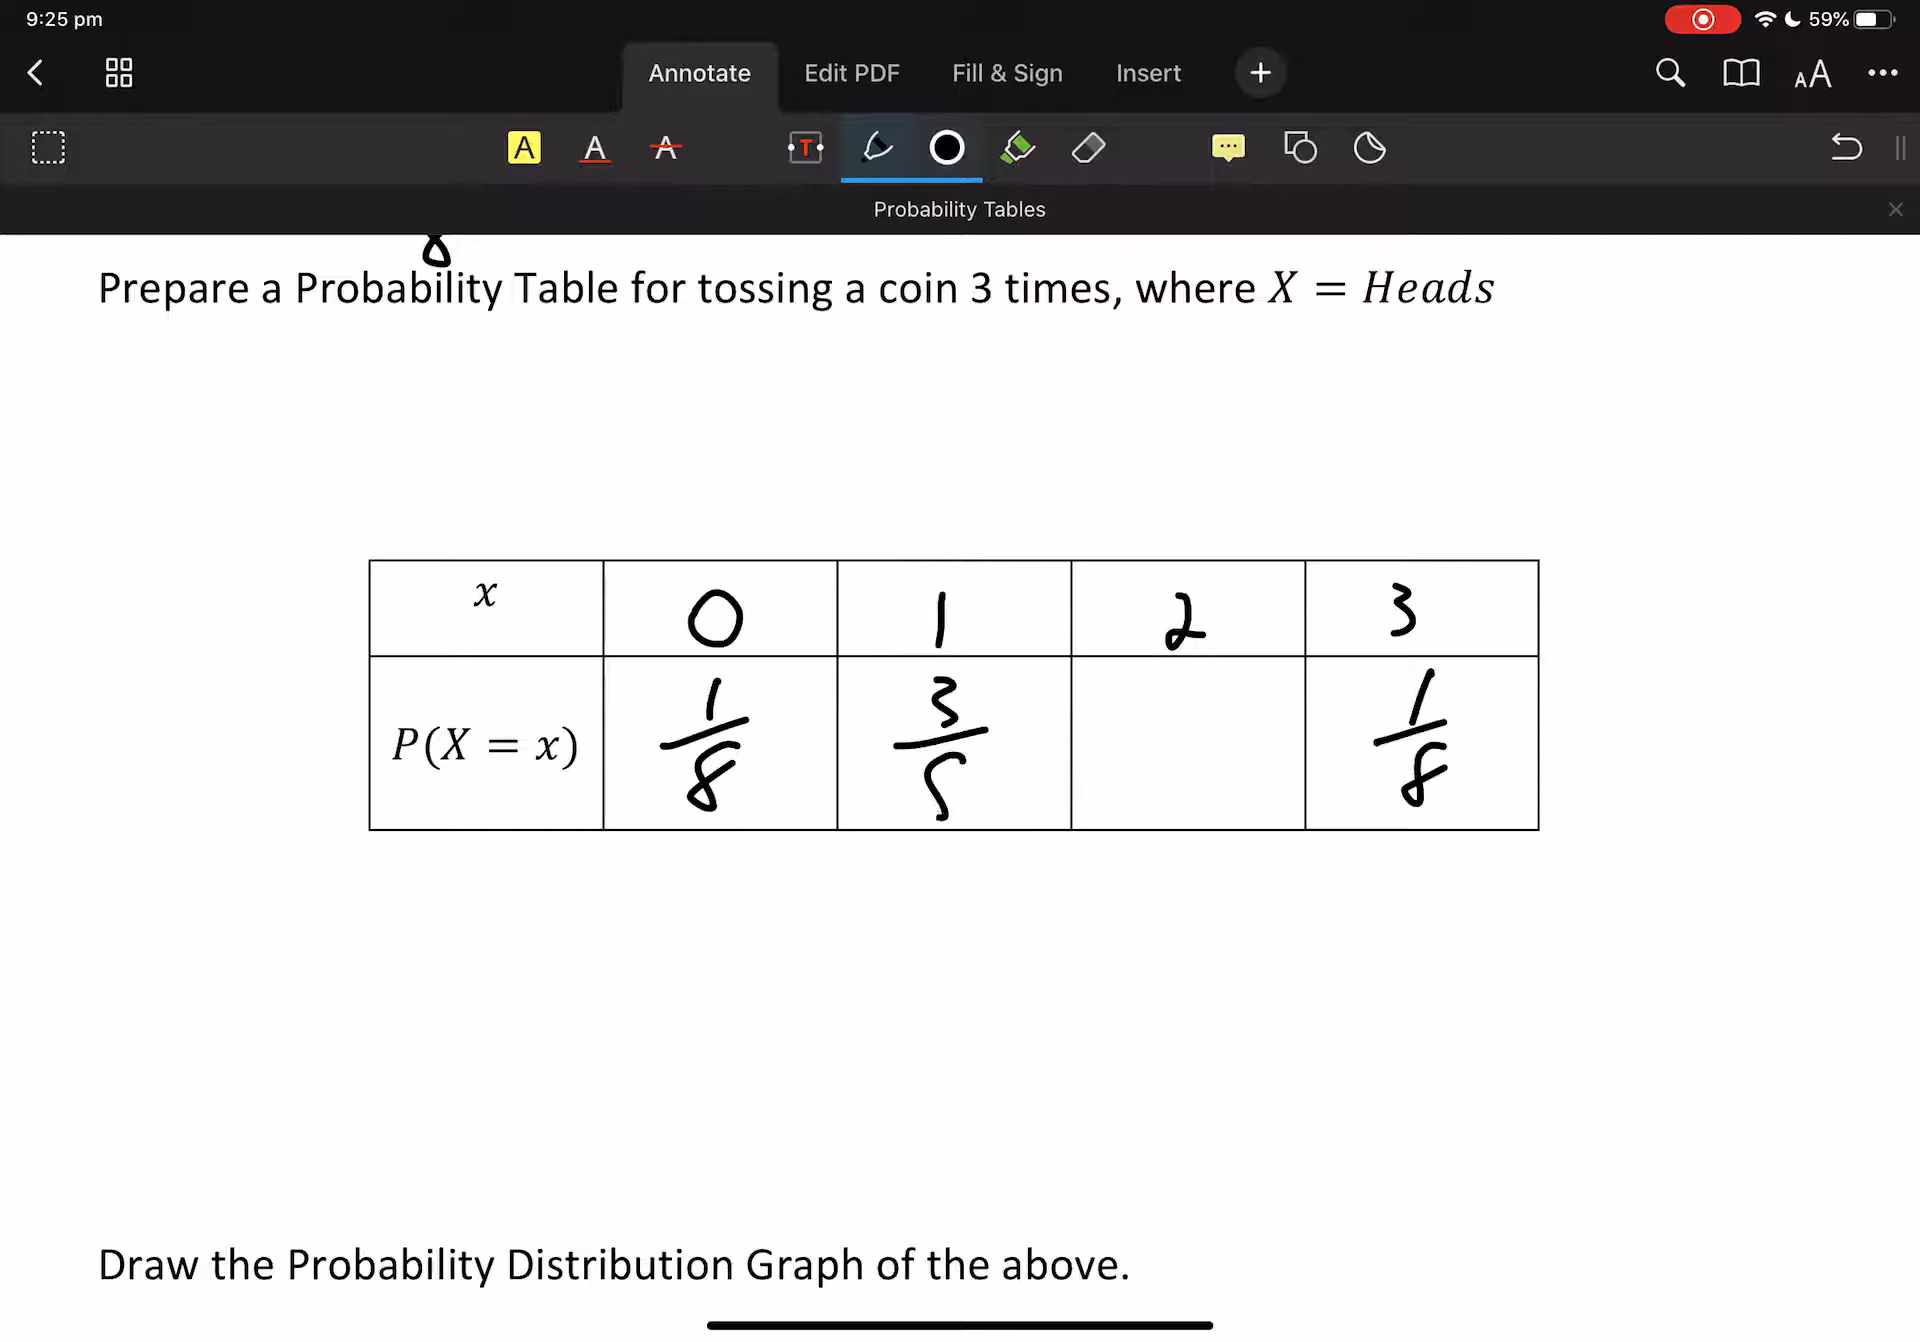 9:25 pm
59%
Annotate Edit PDF Fill & Sign Insert +
A A A T AA
Probability Tables
8
Prepare a Probability Table for tossing a coin 3 times, where X = Heads
x 0 1 2 3
P(X = x) 1/8 3/ 1/8
Draw the Probability Distribution Graph of the above.